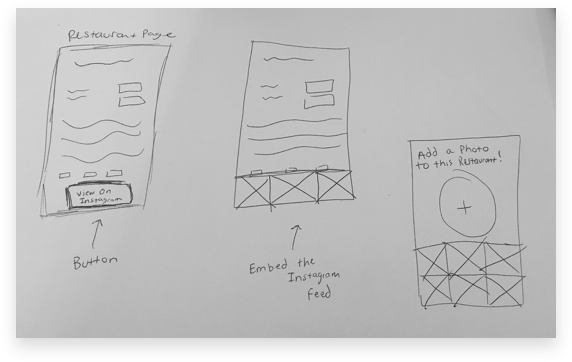 Restaurant Page
View On
Instagram
Button
Embed the
Instagram
Feed
Add a Photo
to this Restaurant!
+